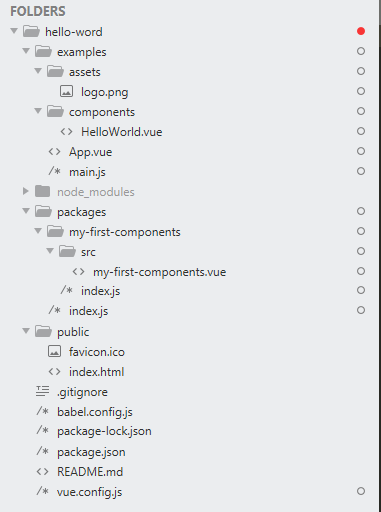 FOLDERS
hello-word
examples
assets
logo.png
components
HelloWorld.vue
App.vue
main.js
node_modules
packages
my-first-components
src
my-first-components.vue
index.js
index.js
public
favicon.ico
index.html
.gitignore
babel.config.js
package-lock.json
package.json
README.md
vue.config.js